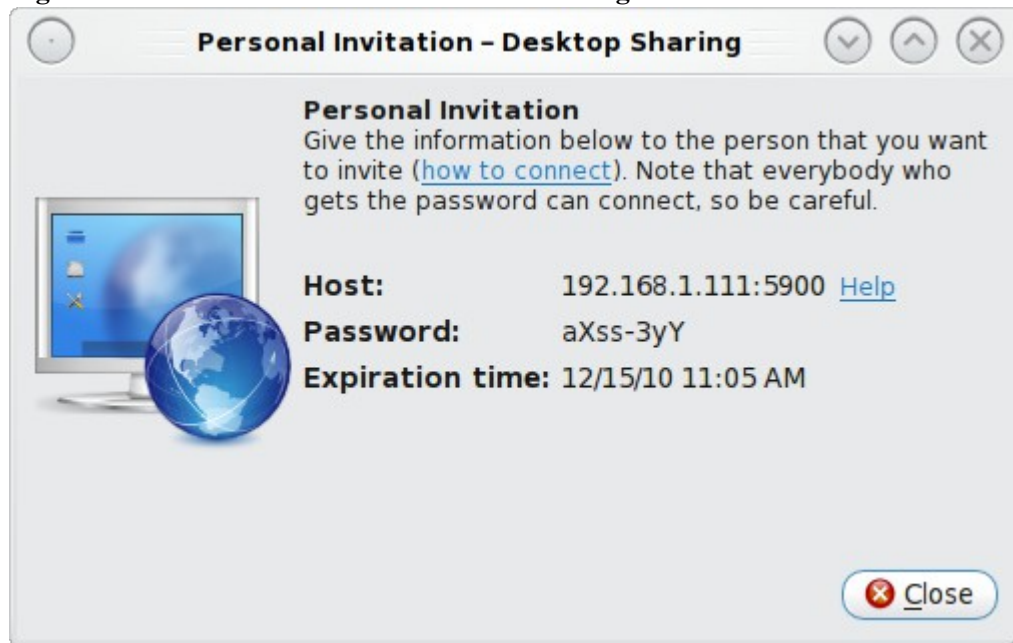 Personal Invitation – Desktop Sharing
Personal Invitation
Give the information below to the person that you want
to invite (how to connect). Note that everybody who
gets the password can connect, so be careful.
Host: 192.168.1.111:5900 Help
Password: aXss-3yY
Expiration time: 12/15/10 11:05 AM
Close